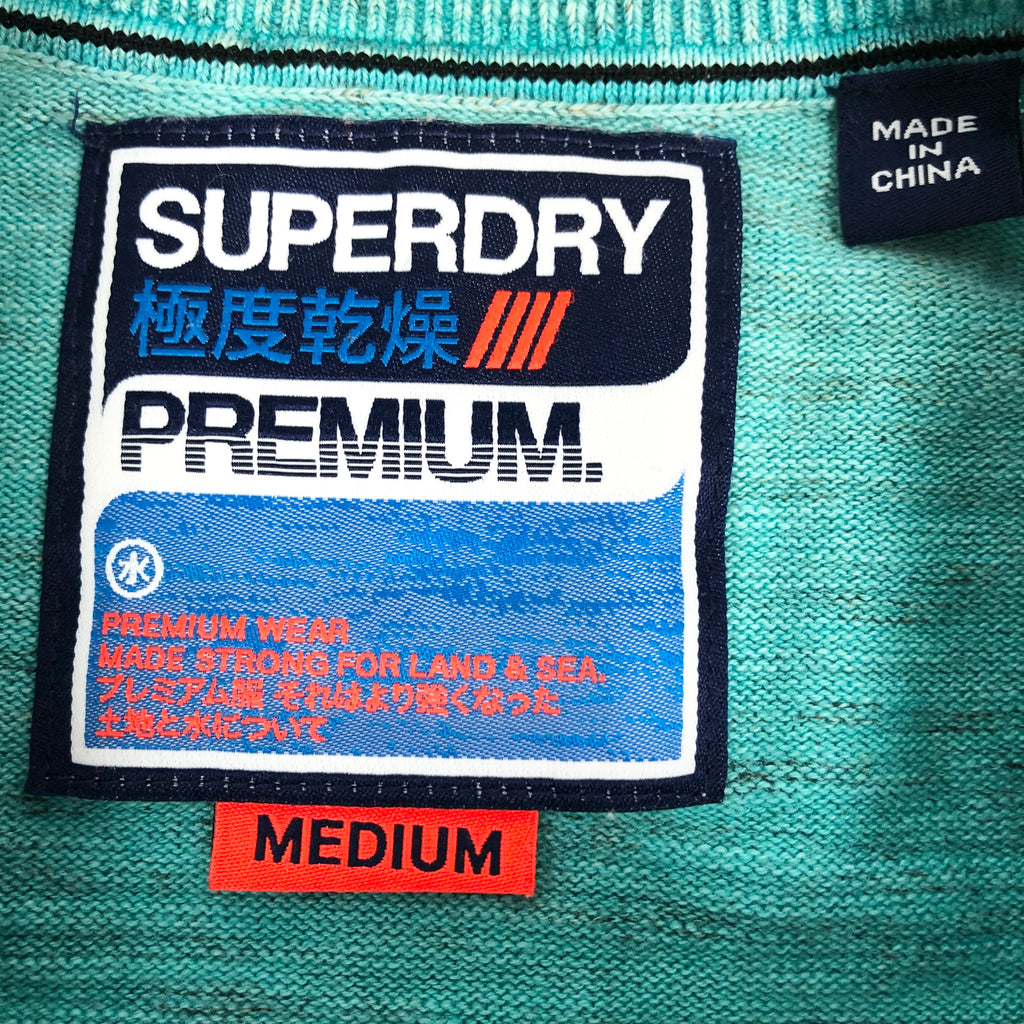 SUPERDRY
極度乾燥
PREMIUM.
水
PREMIUM WEAR
MADE STRONG FOR LAND & SEA.
プレミアム服 それはより強くなった
土地と水について
MEDIUM
MADE
IN
CHINA